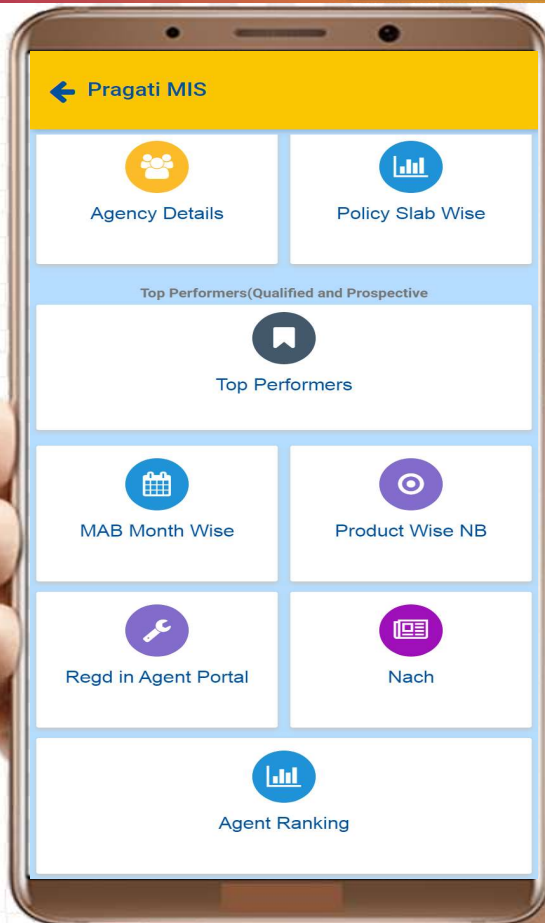 Pragati MIS
Agency Details
Policy Slab Wise
Top Performers(Qualified and Prospective
Top Performers
MAB Month Wise
Product Wise NB
Regd in Agent Portal
Nach
Agent Ranking